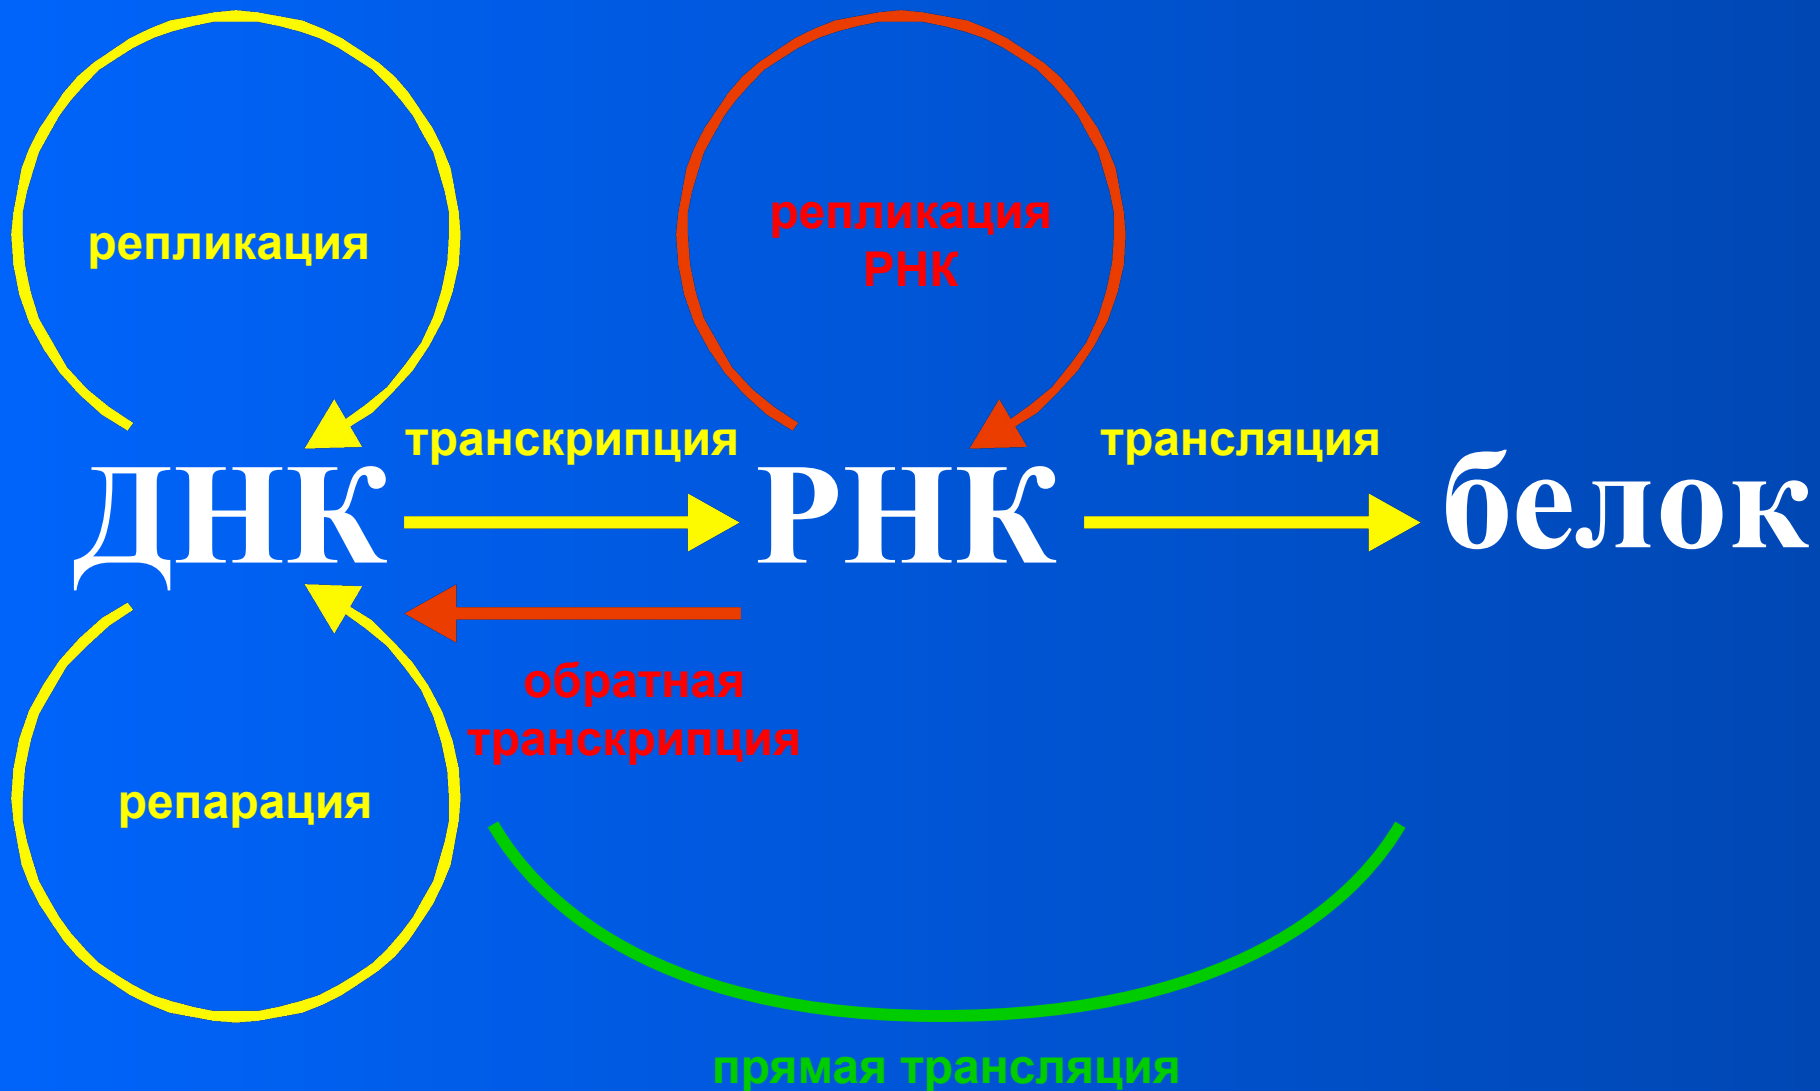 репликация
репликация
РНК
транскрипция
трансляция
ДНК
РНК
белок
обратная
транскрипция
репарация
прямая трансляция